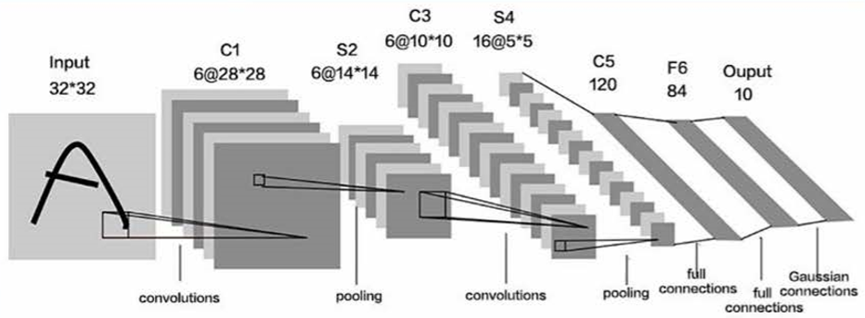 Input
32*32
C1
6@28*28
S2
6@14*14
C3
6@10*10
S4
16@5*5
C5
120
F6
84
Ouput
10
A
convolutions
pooling
convolutions
pooling
full
connections
full
connections
Gaussian
connections